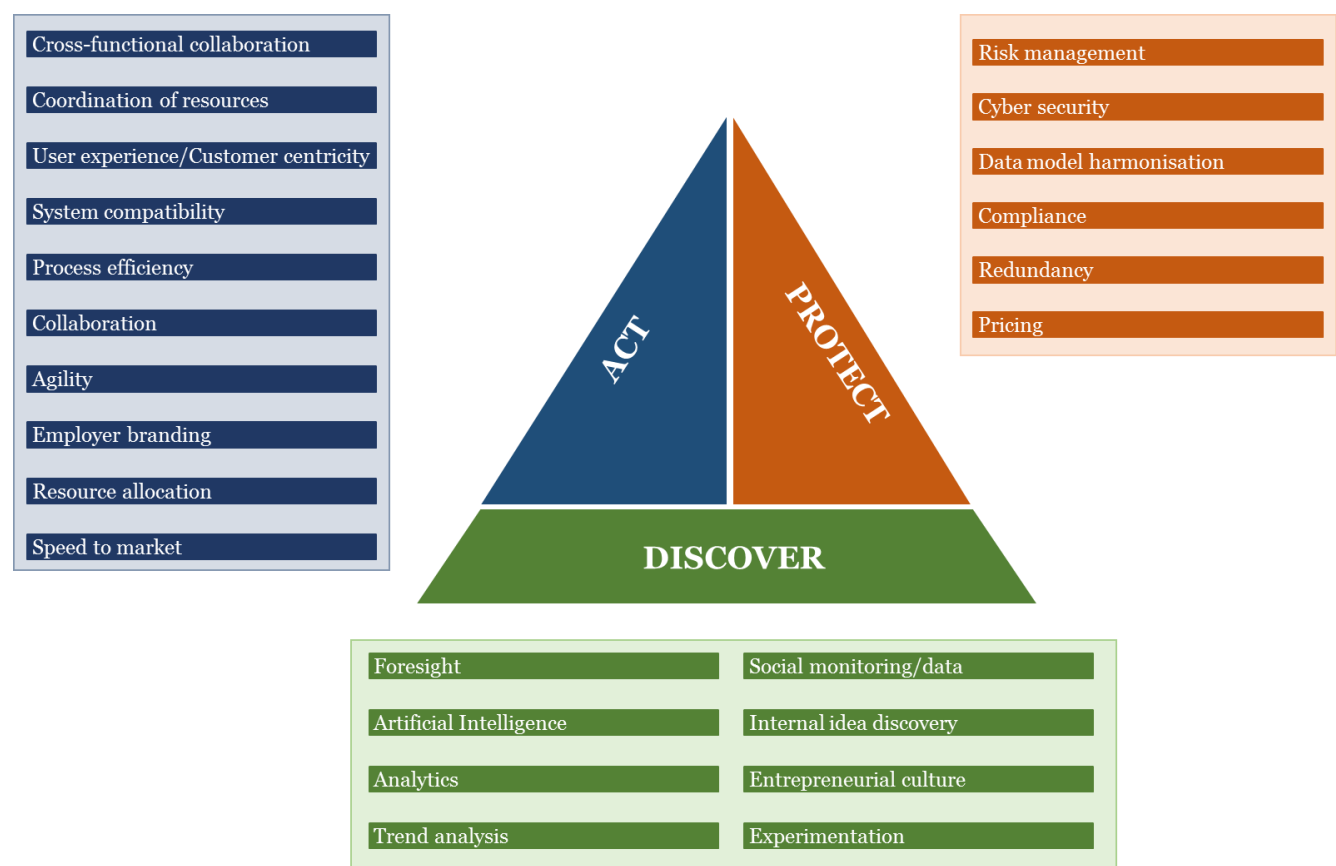 Cross-functional collaboration
Coordination of resources
User experience/Customer centricity
System compatibility
Process efficiency
Collaboration
Agility
Employer branding
Resource allocation
Speed to market
ACT
PROTECT
DISCOVER
Risk management
Cyber security
Data model harmonisation
Compliance
Redundancy
Pricing
Foresight
Artificial Intelligence
Analytics
Trend analysis
Social monitoring/data
Internal idea discovery
Entrepreneurial culture
Experimentation